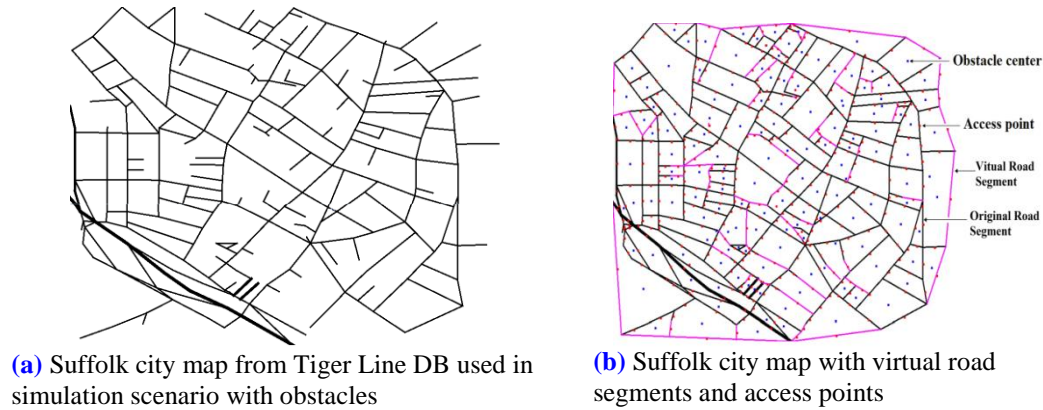 Obstacle center
Access point
Vitual Road
Segment
Original Road
Segment
(a) Suffolk city map from Tiger Line DB used in
simulation scenario with obstacles
(b) Suffolk city map with virtual road
segments and access points